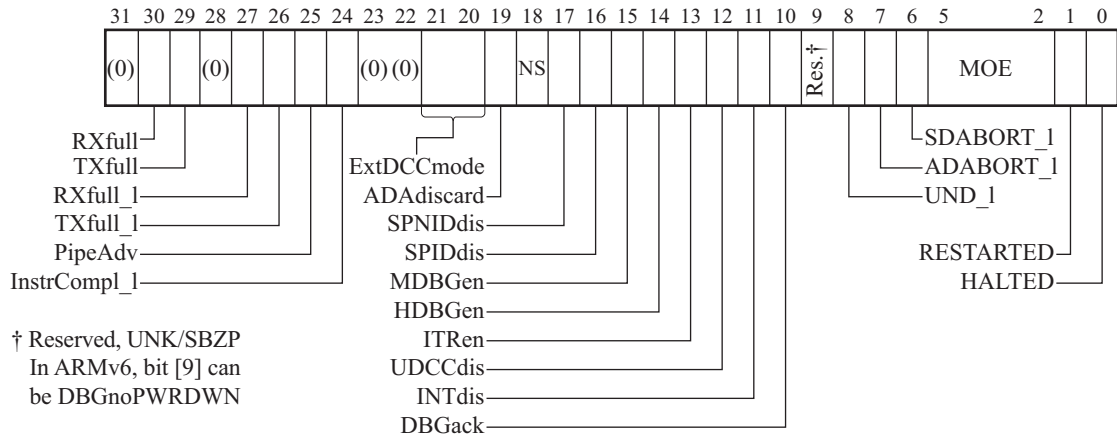 31 30 29 28 27 26 25 24 23 22 21 20 19 18 17 16 15 14 13 12 11 10 9 8 7 6 5 2 1 0
(0) (0) (0) (0) NS Res.† MOE
RXfull
TXfull
RXfull_l
TXfull_l
PipeAdv
InstrCompl_l
† Reserved, UNK/SBZP
In ARMv6, bit [9] can
be DBGnoPWRDWN
ExtDCCmode
ADAdiscard
SPNIDdis
SPIDdis
MDBGen
HDBGen
ITRen
UDCCdis
INTdis
DBGack
SDABORT_l
ADABORT_l
UND_l
RESTARTED
HALTED